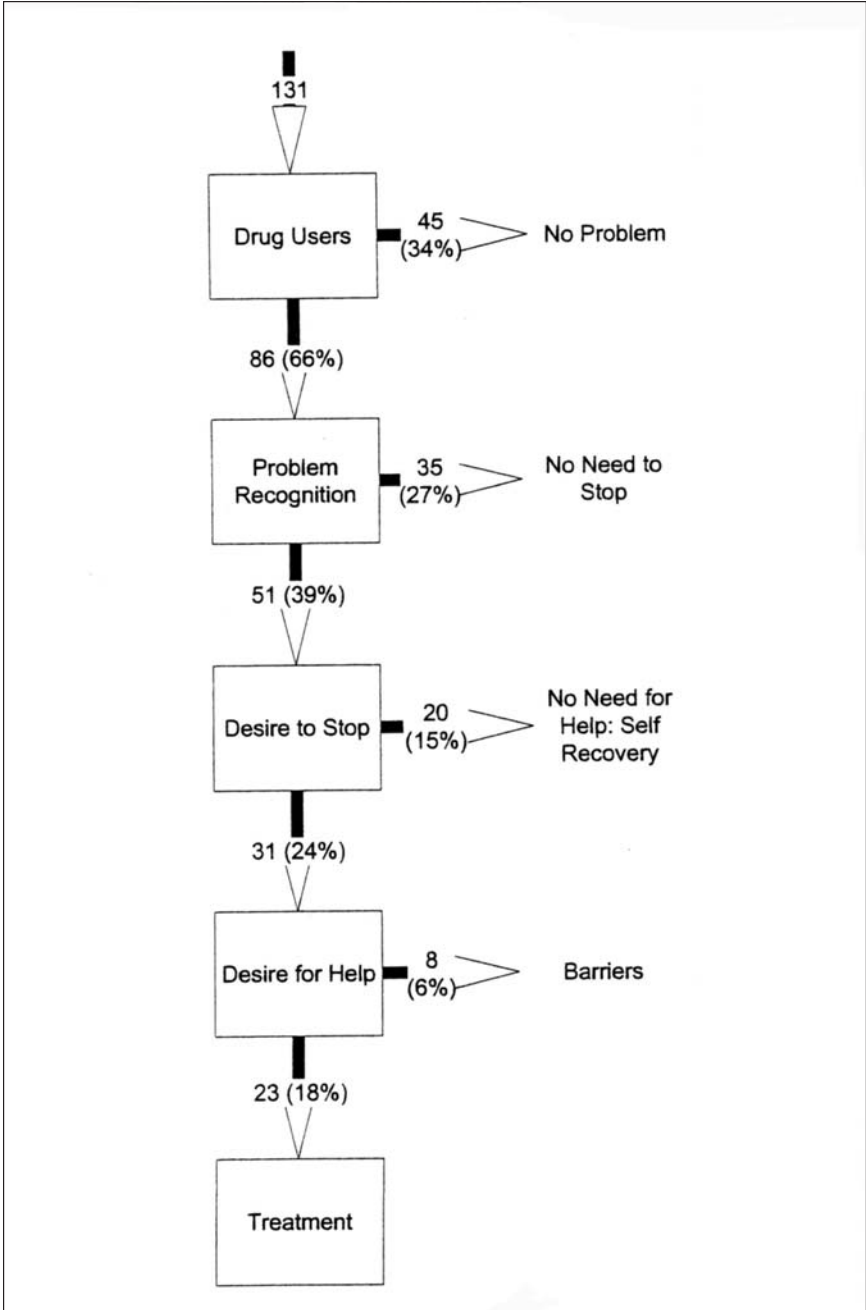 131
Drug Users
45
(34%)
No Problem
86 (66%)
Problem
Recognition
35
(27%)
No Need to
Stop
51 (39%)
Desire to Stop
20
(15%)
No Need for
Help: Self
Recovery
31 (24%)
Desire for Help
8
(6%)
Barriers
23 (18%)
Treatment